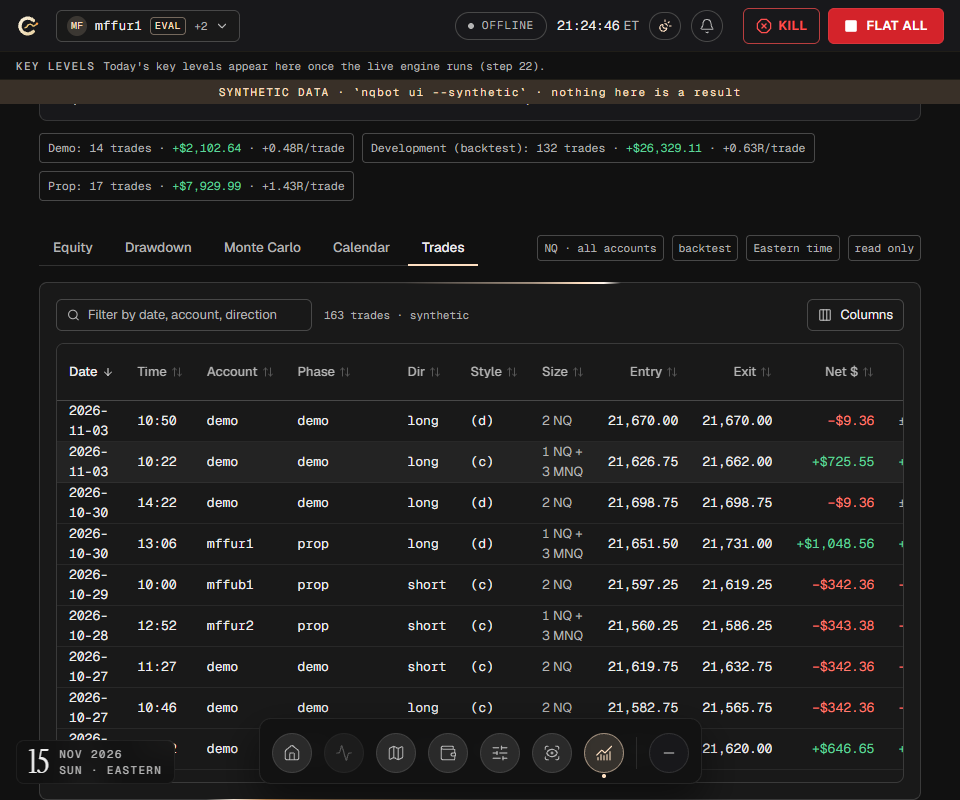 MF mffur1 EVAL +2 OFFLINE 21:24:46 ET KILL FLAT ALL
KEY LEVELS Today's key levels appear here once the live engine runs (step 22).
SYNTHETIC DATA · `nqbot ui --synthetic` · nothing here is a result
Demo: 14 trades · +$2,102.64 · +0.48R/trade
Development (backtest): 132 trades · +$26,329.11 · +0.63R/trade
Prop: 17 trades · +$7,929.99 · +1.43R/trade
Equity Drawdown Monte Carlo Calendar Trades NQ · all accounts backtest Eastern time read only
Filter by date, account, direction 163 trades · synthetic Columns
Date Time Account Phase Dir Style Size Entry Exit Net $
2026-11-03 10:50 demo demo long (d) 2 NQ 21,670.00 21,670.00 −$9.36
2026-11-03 10:22 demo demo long (c) 1 NQ + 3 MNQ 21,626.75 21,662.00 +$725.55
2026-10-30 14:22 demo demo long (d) 2 NQ 21,698.75 21,698.75 −$9.36
2026-10-30 13:06 mffur1 prop long (d) 1 NQ + 3 MNQ 21,651.50 21,731.00 +$1,048.56
2026-10-29 10:00 mffub1 prop short (c) 2 NQ 21,597.25 21,619.25 −$342.36
2026-10-28 12:52 mffur2 prop short (c) 1 NQ + 3 MNQ 21,560.25 21,586.25 −$343.38
2026-10-27 11:27 demo demo short (c) 2 NQ 21,619.75 21,632.75 −$342.36
2026-10-27 10:46 demo demo long (c) 2 NQ 21,582.75 21,565.75 −$342.36
demo 21,620.00 +$646.65
15 NOV 2026
SUN · EASTERN